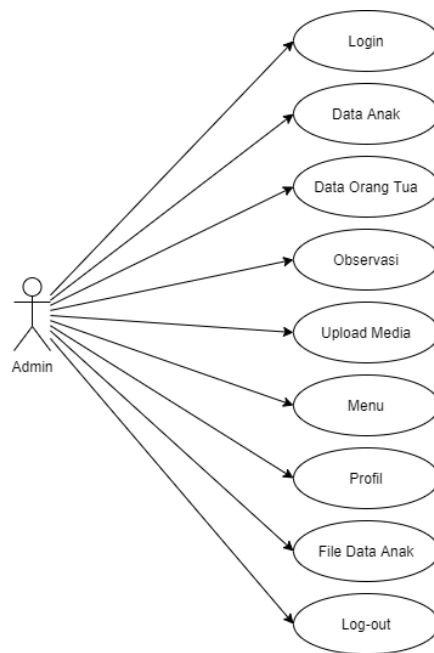 Login
Data Anak
Data Orang Tua
Observasi
Upload Media
Admin
Menu
Profil
File Data Anak
Log-out